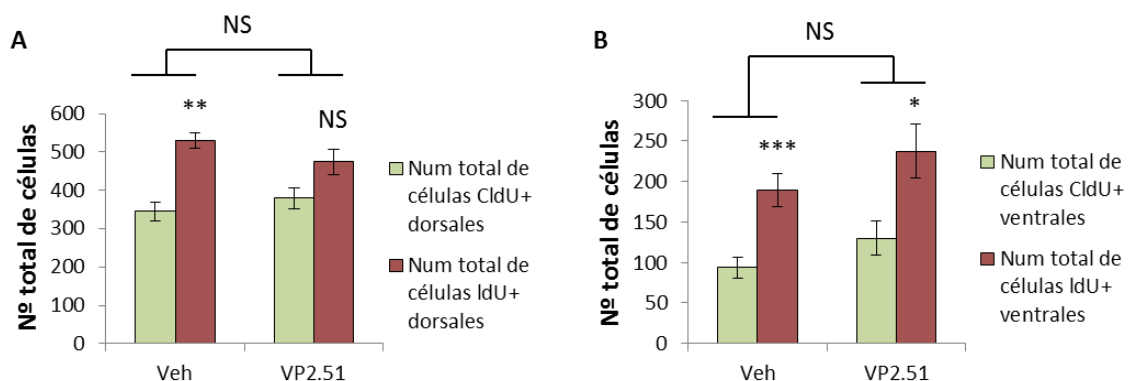 A
NS
**
NS
600
500
400
300
200
100
0
Nº total de células
Veh
VP2.51
Num total de
células CldU+
dorsales
Num total de
células IdU+
dorsales
B
NS
***
*
300
250
200
150
100
50
0
Nº total de células
Veh
VP2.51
Num total de
células CldU+
ventrales
Num total de
células IdU+
ventrales